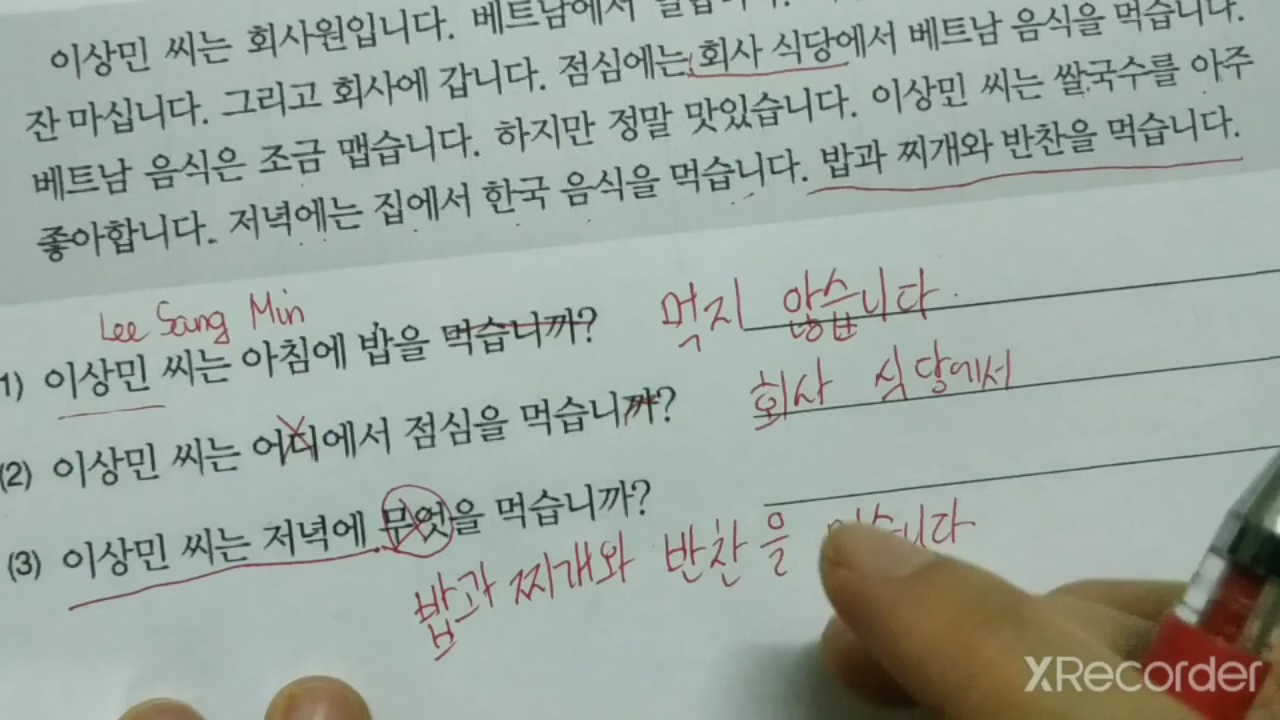 이상민 씨는 회사원입니다. 베트남에서
잔 마십니다. 그리고 회사에 갑니다. 점심에는 회사 식당에서 베트남 음식을 먹습니다.
베트남 음식은 조금 맵습니다. 하지만 정말 맛있습니다. 이상민 씨는 쌀국수를 아주
좋아합니다. 저녁에는 집에서 한국 음식을 먹습니다. 밥과 찌개와 반찬을 먹습니다.
Lee Sang Min
1) 이상민 씨는 아침에 밥을 먹습니까? 먹지 않습니다.
(2) 이상민 씨는 어디에서 점심을 먹습니까? 회사 식당에서
(3) 이상민 씨는 저녁에 무엇을 먹습니까?
밥과 찌개와 반찬을
XRecorder